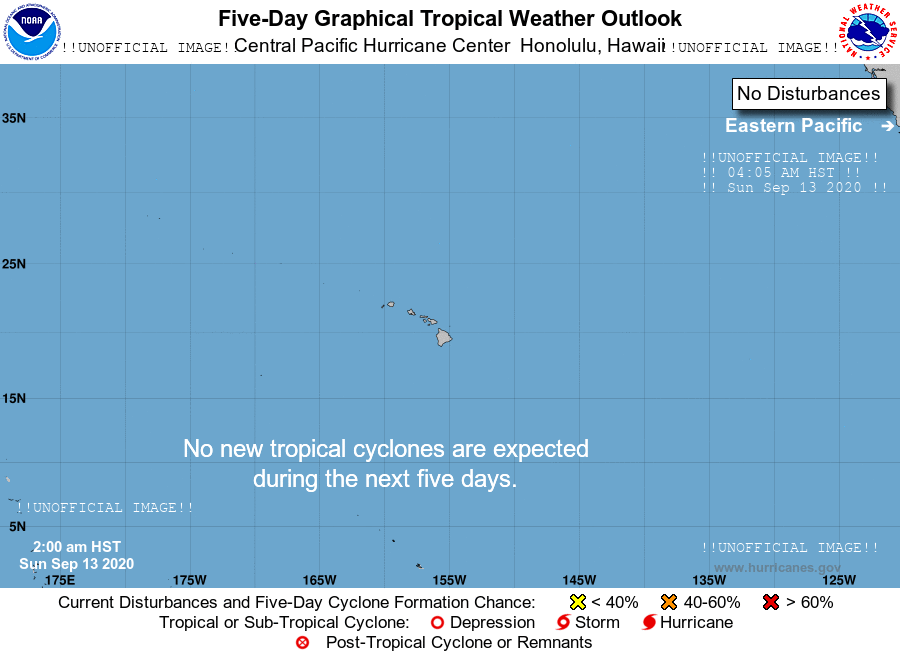 Five-Day Graphical Tropical Weather Outlook
!!UNOFFICIAL IMAGE! Central Pacific Hurricane Center Honolulu, Hawaii !!UNOFFICIAL IMAGE!!
NOAA
NATIONAL WEATHER SERVICE
No Disturbances
35N
Eastern Pacific
!!UNOFFICIAL IMAGE!!
!! 04:05 AM HST !!
!! Sun Sep 13 2020 !!
25N
15N
No new tropical cyclones are expected
during the next five days.
!!UNOFFICIAL IMAGE!!
5N
2:00 am HST
Sun Sep 13 2020
!!UNOFFICIAL IMAGE!!
www.hurricanes.gov
175E 175W 165W 155W 145W 135W 125W
Current Disturbances and Five-Day Cyclone Formation Chance: < 40% 40-60% > 60%
Tropical or Sub-Tropical Cyclone: Depression Storm Hurricane
Post-Tropical Cyclone or Remnants